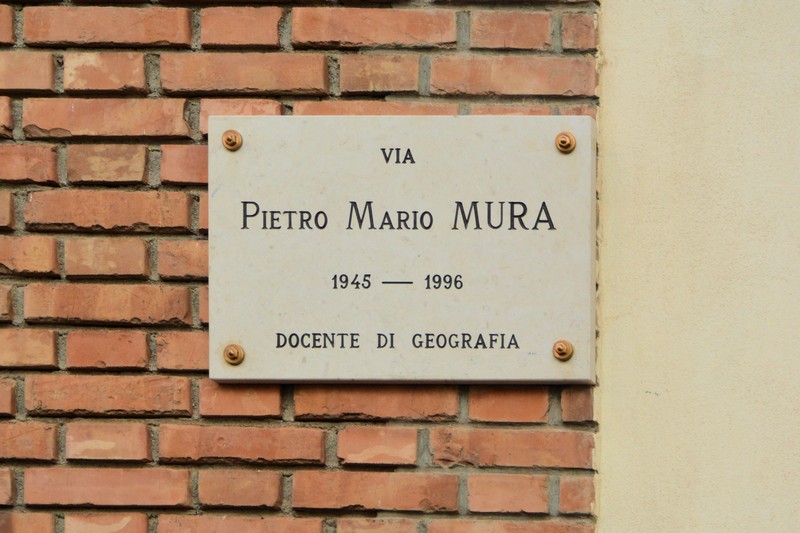 VIA
PIETRO MARIO MURA
1945 — 1996
DOCENTE DI GEOGRAFIA